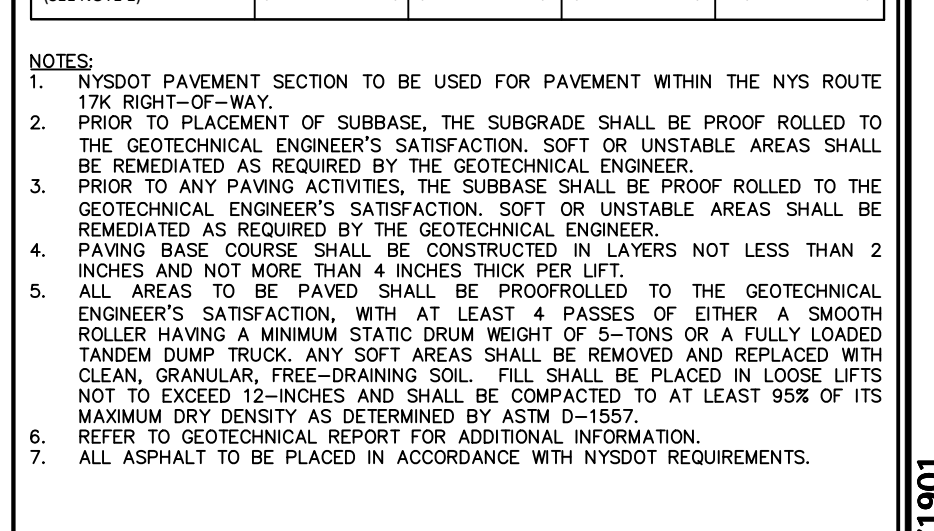 NOTES:
1. NYSDOT PAVEMENT SECTION TO BE USED FOR PAVEMENT WITHIN THE NYS ROUTE
17K RIGHT-OF-WAY.
2. PRIOR TO PLACEMENT OF SUBBASE, THE SUBGRADE SHALL BE PROOF ROLLED TO
THE GEOTECHNICAL ENGINEER'S SATISFACTION. SOFT OR UNSTABLE AREAS SHALL
BE REMEDIATED AS REQUIRED BY THE GEOTECHNICAL ENGINEER.
3. PRIOR TO ANY PAVING ACTIVITIES, THE SUBBASE SHALL BE PROOF ROLLED TO THE
GEOTECHNICAL ENGINEER'S SATISFACTION. SOFT OR UNSTABLE AREAS SHALL BE
REMEDIATED AS REQUIRED BY THE GEOTECHNICAL ENGINEER.
4. PAVING BASE COURSE SHALL BE CONSTRUCTED IN LAYERS NOT LESS THAN 2
INCHES AND NOT MORE THAN 4 INCHES THICK PER LIFT.
5. ALL AREAS TO BE PAVED SHALL BE PROOFROLLED TO THE GEOTECHNICAL
ENGINEER'S SATISFACTION, WITH AT LEAST 4 PASSES OF EITHER A SMOOTH
ROLLER HAVING A MINIMUM STATIC DRUM WEIGHT OF 5-TONS OR A FULLY LOADED
TANDEM DUMP TRUCK. ANY SOFT AREAS SHALL BE REMOVED AND REPLACED WITH
CLEAN, GRANULAR, FREE-DRAINING SOIL. FILL SHALL BE PLACED IN LOOSE LIFTS
NOT TO EXCEED 12-INCHES AND SHALL BE COMPACTED TO AT LEAST 95% OF ITS
MAXIMUM DRY DENSITY AS DETERMINED BY ASTM D-1557.
6. REFER TO GEOTECHNICAL REPORT FOR ADDITIONAL INFORMATION.
7. ALL ASPHALT TO BE PLACED IN ACCORDANCE WITH NYSDOT REQUIREMENTS.
1901